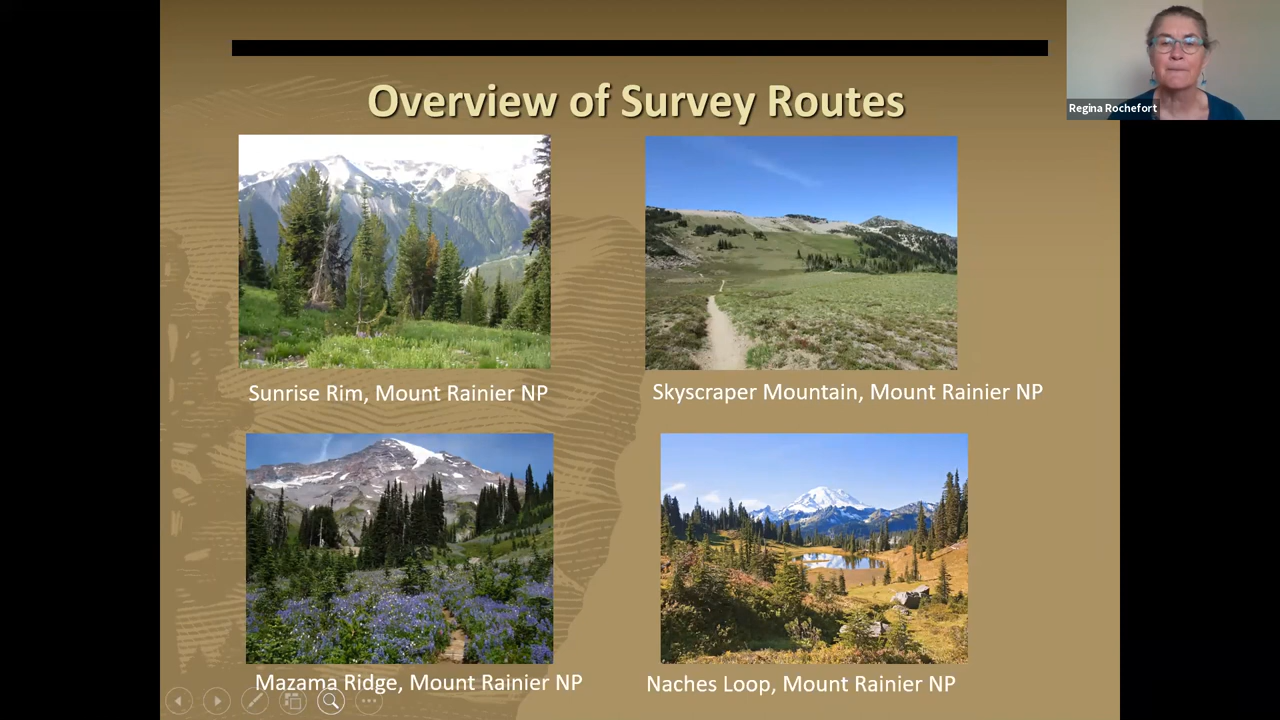 Overview of Survey Routes
Regina Rochefort
Sunrise Rim, Mount Rainier NP
Skyscraper Mountain, Mount Rainier NP
Mazama Ridge, Mount Rainier NP
Naches Loop, Mount Rainier NP